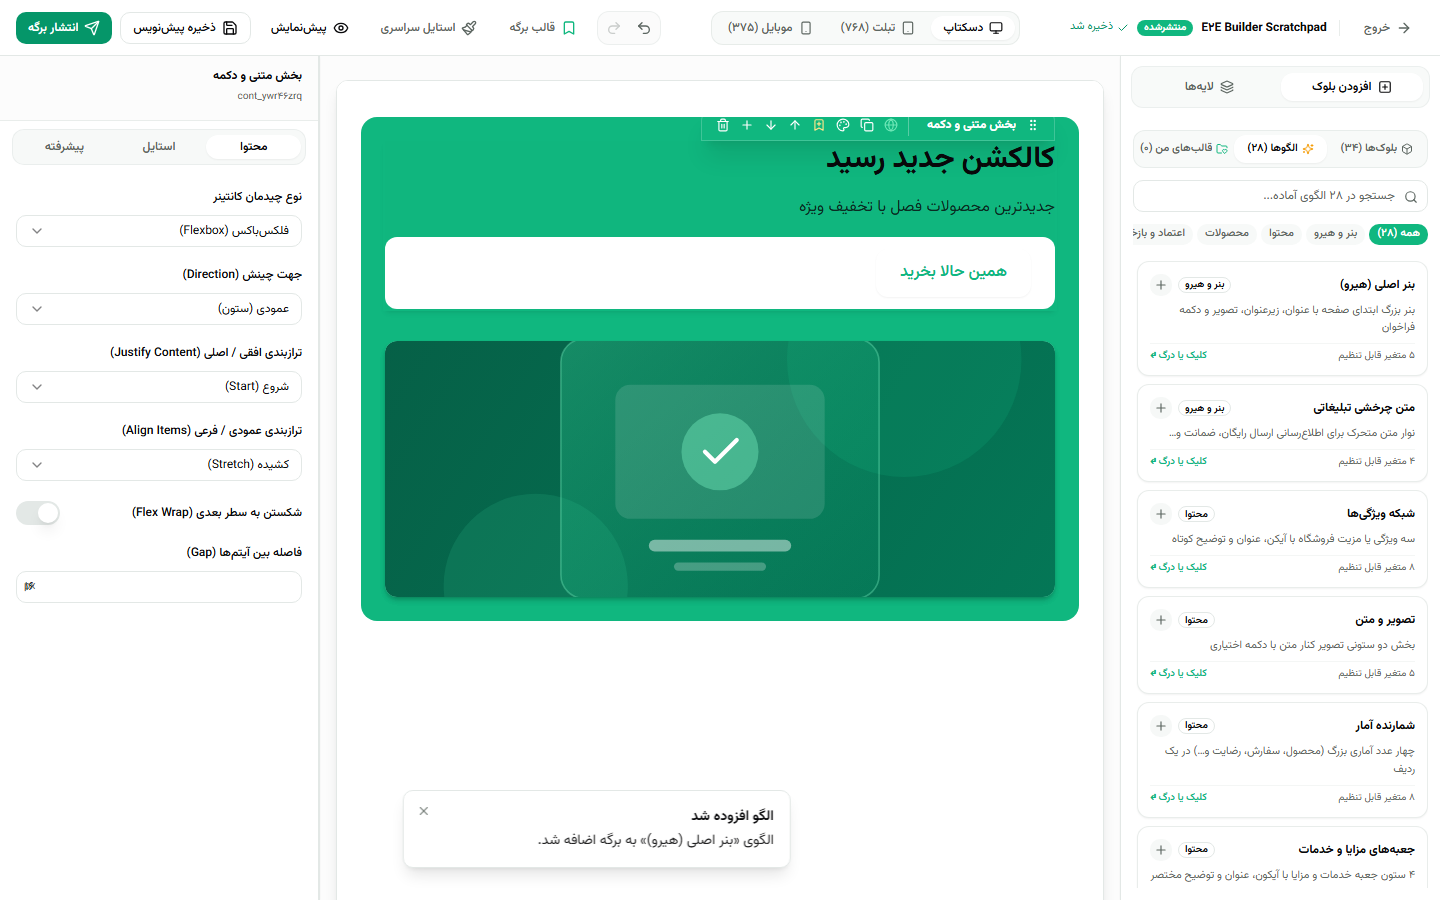 خروج
E2E Builder Scratchpad
منتشرشده
ذخیره شد
دسکتاپ
تبلت (۷۶۸)
موبایل (۳۷۵)
قالب برگه
استایل سراسری
پیش‌نمایش
ذخیره پیش‌نویس
انتشار برگه
افزودن بلوک
لایه‌ها
بلوک‌ها (۳۴)
الگوها (۲۸)
قالب‌های من (۰)
جستجو در ۲۸ الگوی آماده...
همه (۲۸)
بنر و هیرو
محتوا
محصولات
اعتماد و
بنر اصلی (هیرو)
بنر و هیرو
بنر بزرگ ابتدای صفحه با عنوان، زیرعنوان، تصویر و دکمه
فراخوان
۵ متغیر قابل تنظیم
کلیک یا درگ
متن چرخشی تبلیغاتی
بنر و هیرو
نوار متن متحرک برای اطلاع‌رسانی ارسال رایگان، ضمانت و...
۴ متغیر قابل تنظیم
کلیک یا درگ
شبکه ویژگی‌ها
محتوا
سه ویژگی یا مزیت فروشگاه با آیکن، عنوان و توضیح کوتاه
۸ متغیر قابل تنظیم
کلیک یا درگ
تصویر و متن
محتوا
بخش دو ستونی تصویر کنار متن با دکمه اختیاری
۵ متغیر قابل تنظیم
کلیک یا درگ
شمارنده آمار
محتوا
چهار عدد آماری بزرگ (محصول، سفارش، رضایت و...) در یک
ردیف
۸ متغیر قابل تنظیم
کلیک یا درگ
جعبه‌های مزایا و خدمات
محتوا
۴ ستون جعبه خدمات و مزایا با آیکون، عنوان و توضیح مختصر
بخش متنی و دکمه
کالکشن جدید رسید
جدیدترین محصولات فصل با تخفیف ویژه
همین حالا بخرید
الگو افزوده شد
الگوی «بنر اصلی (هیرو)» به برگه اضافه شد.
بخش متنی و دکمه
cont_ywr46zrq
محتوا
استایل
پیشرفته
نوع چیدمان کانتینر
فلکس‌باکس (Flexbox)
جهت چینش (Direction)
عمودی (ستون)
ترازبندی افقی / اصلی (Justify Content)
شروع (Start)
ترازبندی عمودی / فرعی (Align Items)
کشیده (Stretch)
شکستن به سطر بعدی (Flex Wrap)
فاصله بین آیتم‌ها (Gap)